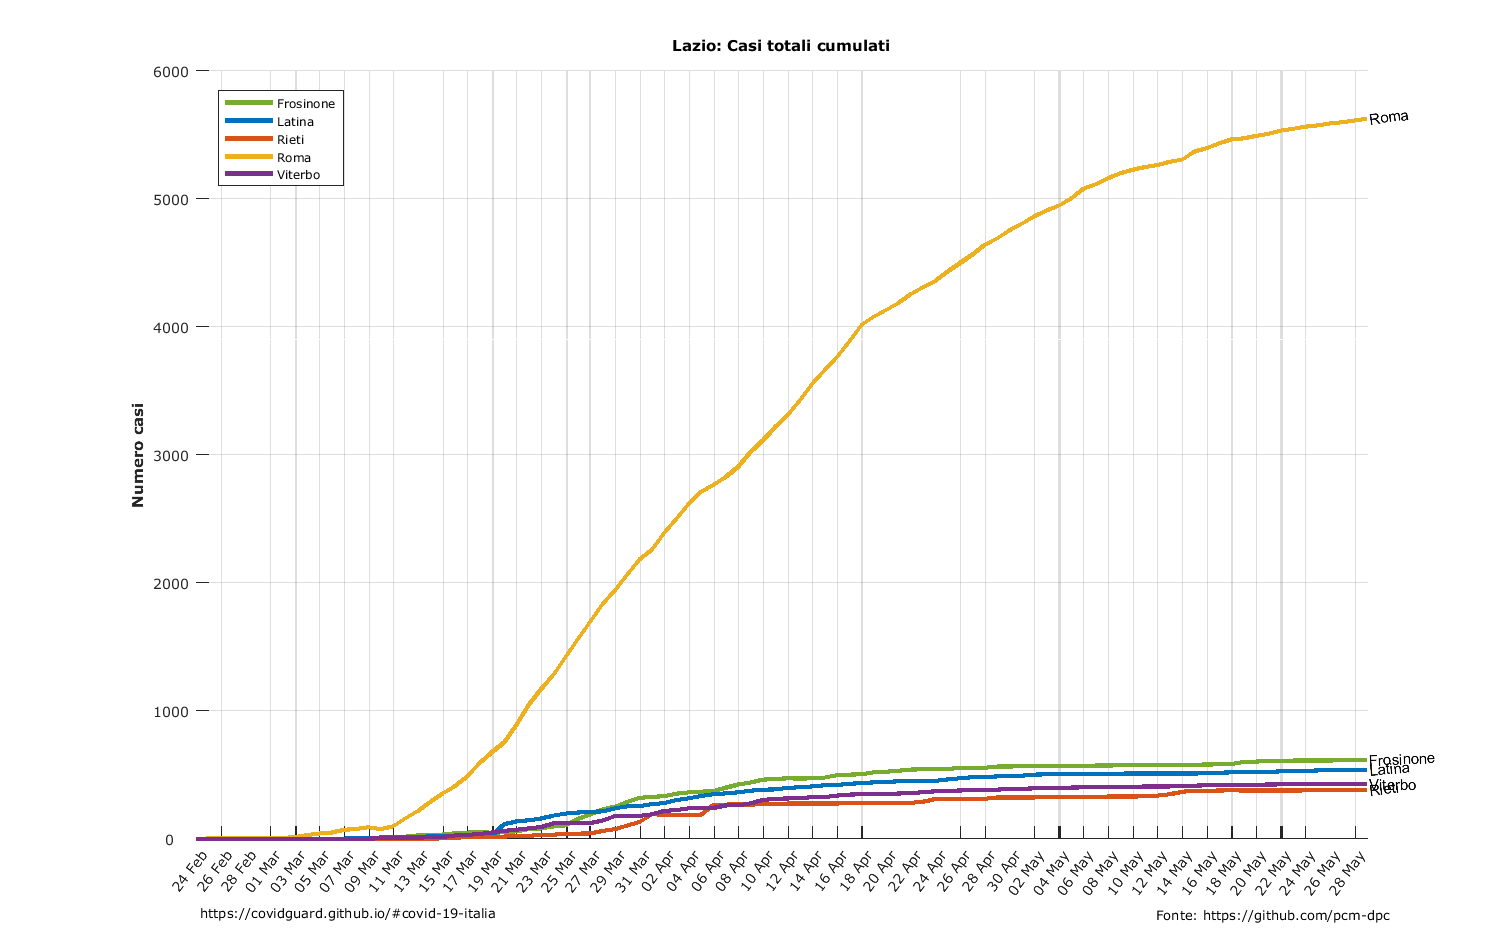 Lazio: Casi totali cumulati
6000
5000
4000
3000
2000
1000
0
Numero casi
Frosinone
Latina
Rieti
Roma
Viterbo
Roma
Frosinone
Latina
Viterbo
Rieti
24 Feb
26 Feb
28 Feb
01 Mar
03 Mar
05 Mar
07 Mar
09 Mar
11 Mar
13 Mar
15 Mar
17 Mar
19 Mar
21 Mar
23 Mar
25 Mar
27 Mar
29 Mar
31 Mar
02 Apr
04 Apr
06 Apr
08 Apr
10 Apr
12 Apr
14 Apr
16 Apr
18 Apr
20 Apr
22 Apr
24 Apr
26 Apr
28 Apr
30 Apr
02 May
04 May
06 May
08 May
10 May
12 May
14 May
16 May
18 May
20 May
22 May
24 May
26 May
28 May
https://covidguard.github.io/#covid-19-italia
Fonte: https://github.com/pcm-dpc